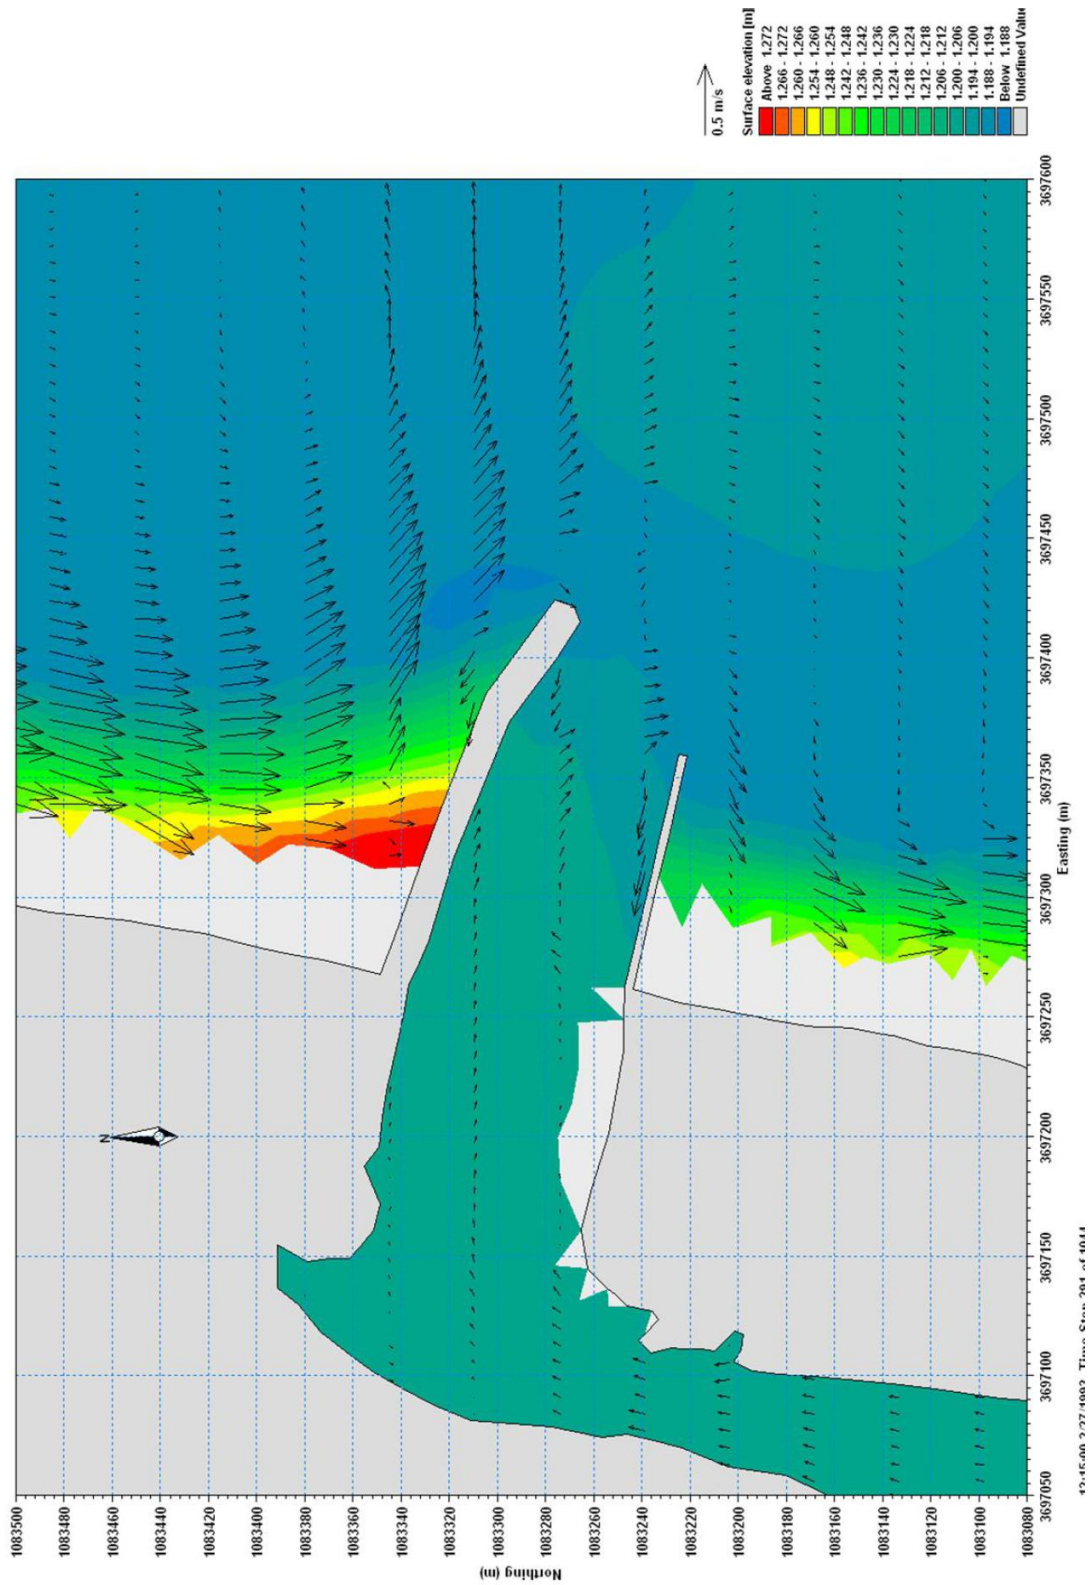 Northing (m)
1083500
1083480
1083460
1083440
1083420
1083400
1083380
1083360
1083340
1083320
1083300
1083280
1083260
1083240
1083220
1083200
1083180
1083160
1083140
1083120
1083100
1083080
N
3697050 3697100 3697150 3697200 3697250 3697300 3697350 3697400 3697450 3697500 3697550 3697600
Easting (m)
0.5 m/s
Surface elevation [m]
Above 1.272
1.266 - 1.272
1.260 - 1.266
1.254 - 1.260
1.248 - 1.254
1.242 - 1.248
1.236 - 1.242
1.230 - 1.236
1.224 - 1.230
1.218 - 1.224
1.212 - 1.218
1.206 - 1.212
1.200 - 1.206
1.194 - 1.200
1.188 - 1.194
Below 1.188
Undefined Value
Time Step